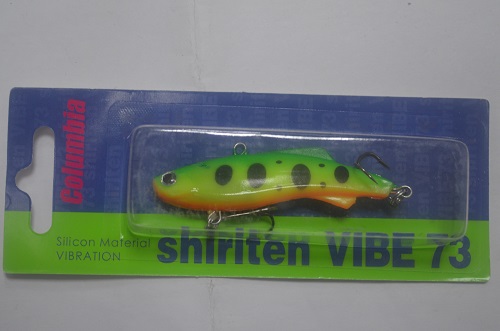 Columbia
Silicon Material
VIBRATION
shiriten VIBE 73